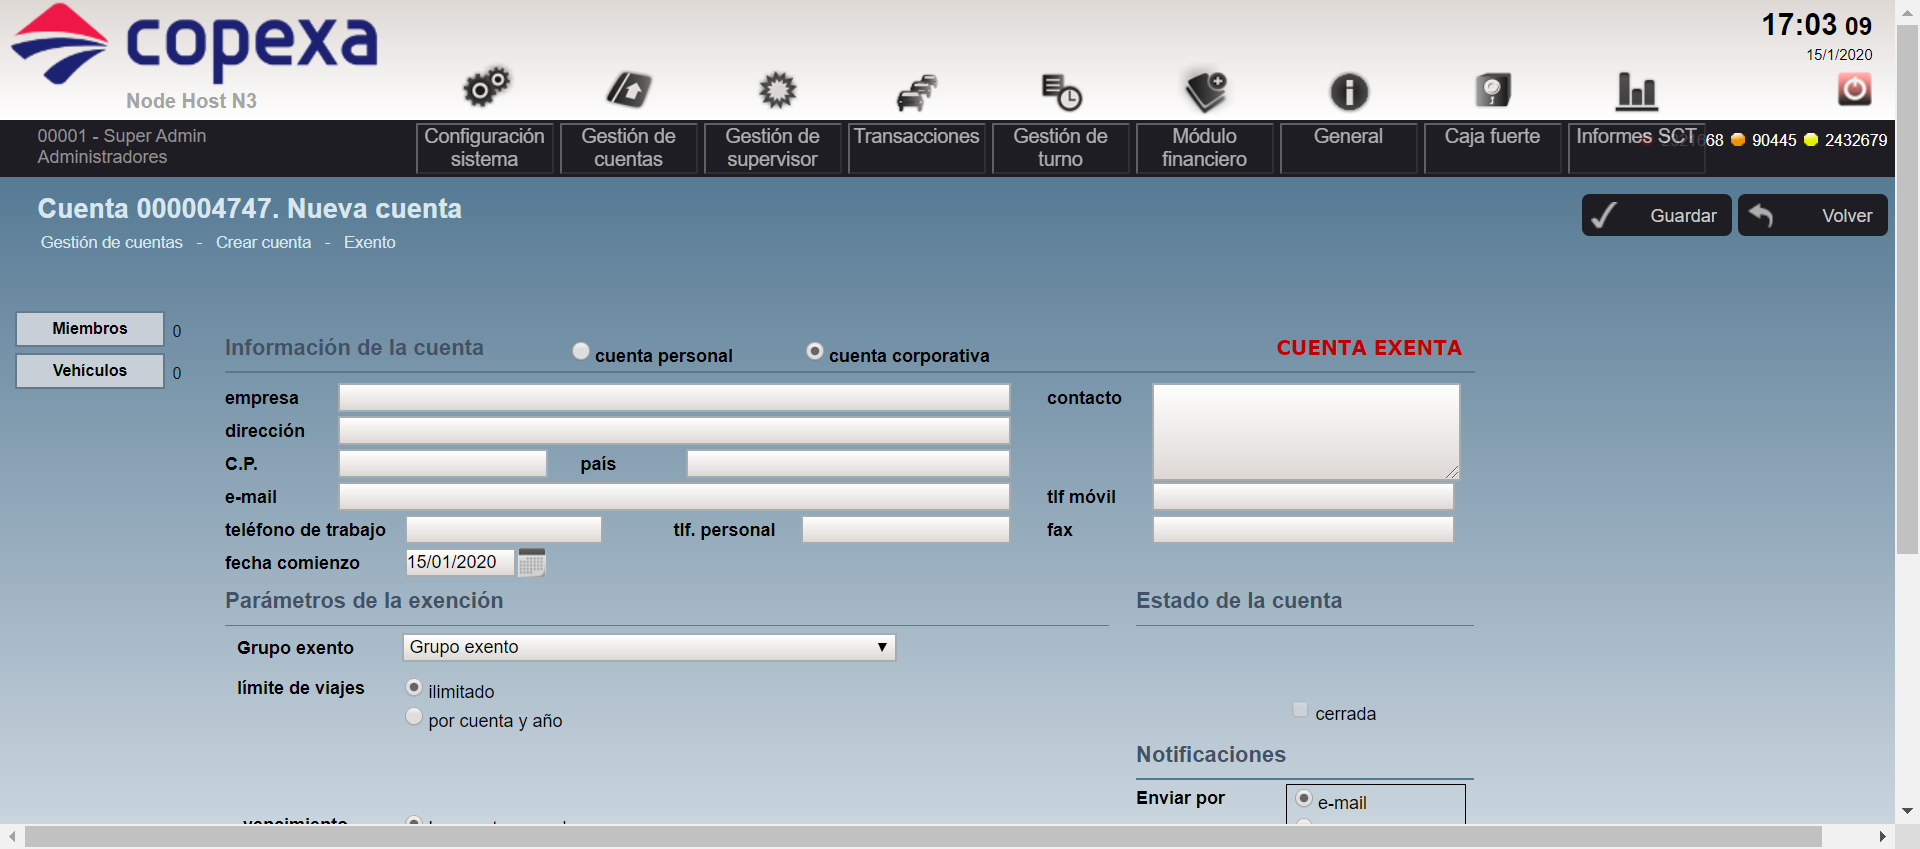 copexa
Node Host N3
17:03 09
15/1/2020
00001 - Super Admin
Administradores
Configuración sistema
Gestión de cuentas
Gestión de supervisor
Transacciones
Gestión de turno
Módulo financiero
General
Caja fuerte
Informes SCT
68 90445 2432679
Cuenta 000004747. Nueva cuenta
Gestión de cuentas - Crear cuenta - Exento
Guardar
Volver
Miembros 0
Vehículos 0
Información de la cuenta
cuenta personal
cuenta corporativa
CUENTA EXENTA
empresa
contacto
dirección
C.P.
país
e-mail
tlf móvil
teléfono de trabajo
tlf. personal
fax
fecha comienzo 15/01/2020
Parámetros de la exención
Estado de la cuenta
Grupo exento Grupo exento
límite de viajes
ilimitado
por cuenta y año
cerrada
Notificaciones
Enviar por
e-mail
vencimiento